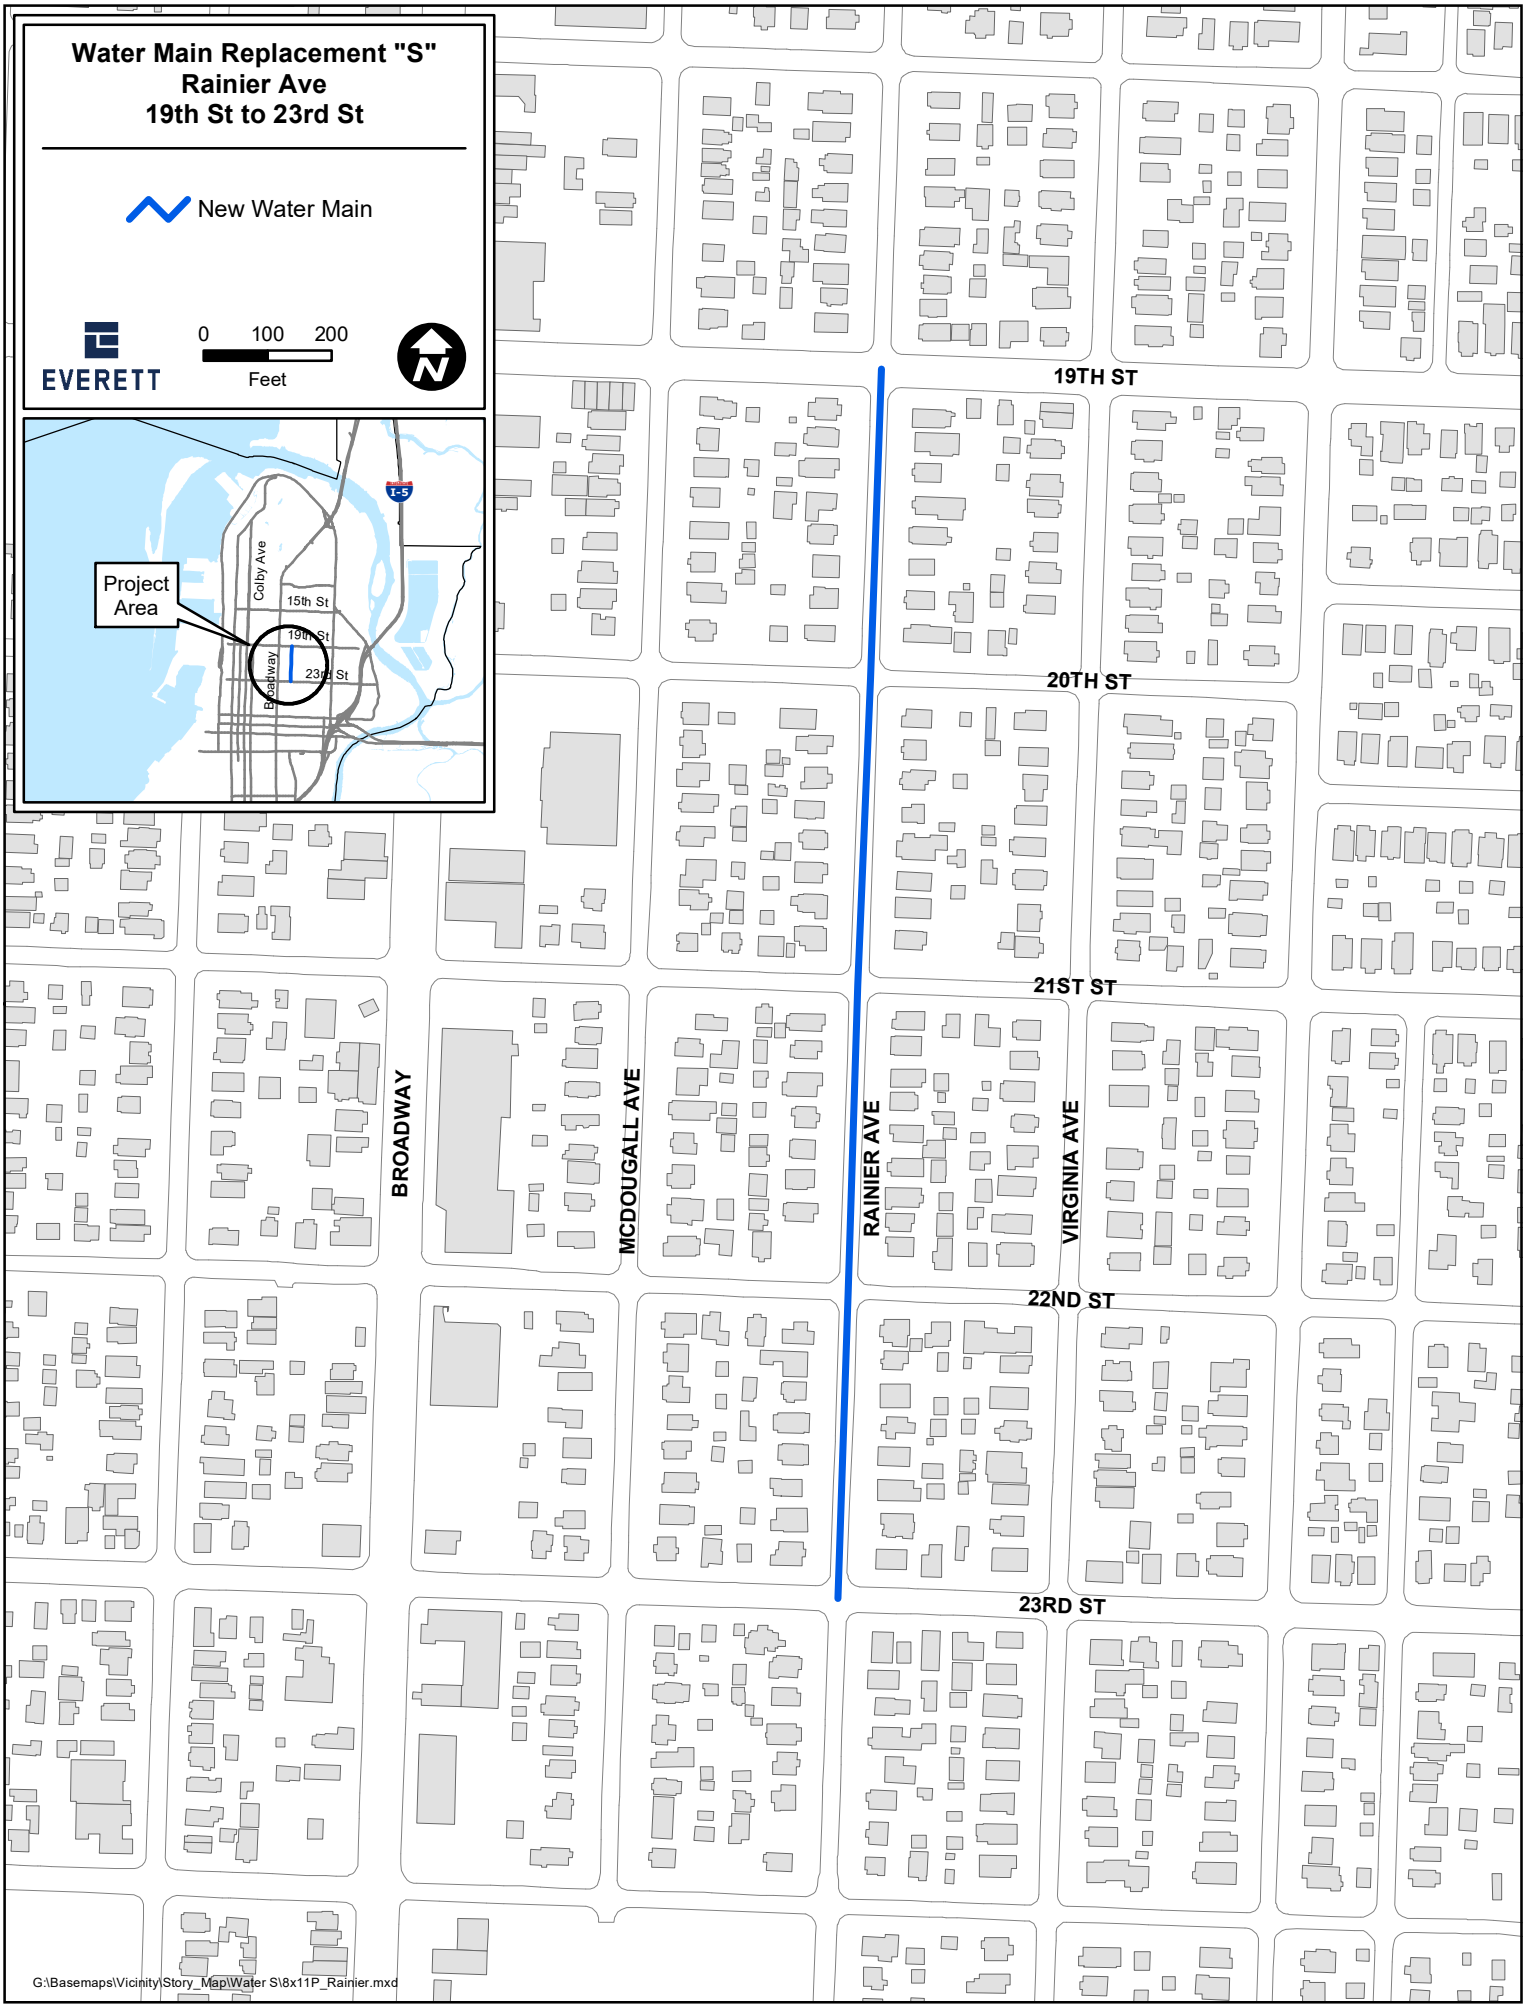 Water Main Replacement "S"
Rainier Ave
19th St to 23rd St
New Water Main
0 100 200
Feet
EVERETT
N
I-5
Colby Ave
Project
Area
15th St
19th St
Broadway
23rd St
19TH ST
20TH ST
21ST ST
BROADWAY
MCDOUGALL AVE
RAINIER AVE
VIRGINIA AVE
22ND ST
23RD ST
G:\Basemaps\Vicinity\Story_Map\Water S\8x11P_Rainier.mxd